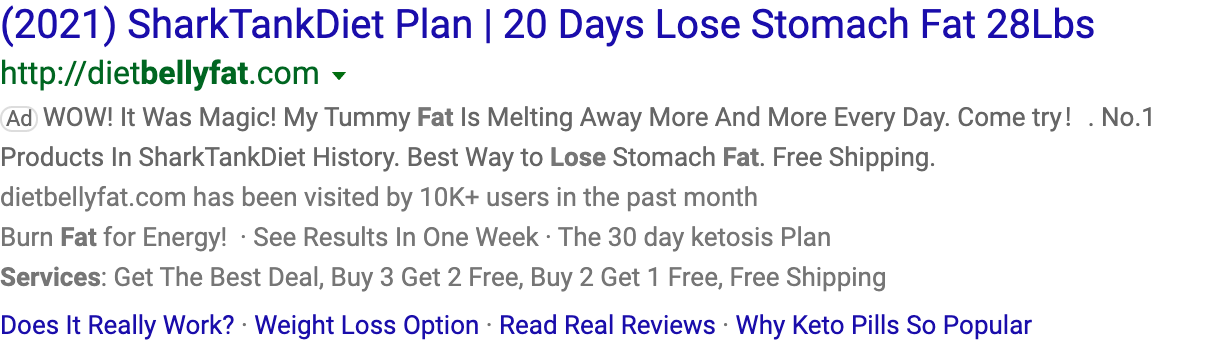 (2021) SharkTankDiet Plan | 20 Days Lose Stomach Fat 28Lbs
http://dietbellyfat.com
Ad WOW! It Was Magic! My Tummy Fat Is Melting Away More And More Every Day. Come try！ . No.1
Products In SharkTankDiet History. Best Way to Lose Stomach Fat. Free Shipping.
dietbellyfat.com has been visited by 10K+ users in the past month
Burn Fat for Energy! · See Results In One Week · The 30 day ketosis Plan
Services: Get The Best Deal, Buy 3 Get 2 Free, Buy 2 Get 1 Free, Free Shipping
Does It Really Work? · Weight Loss Option · Read Real Reviews · Why Keto Pills So Popular